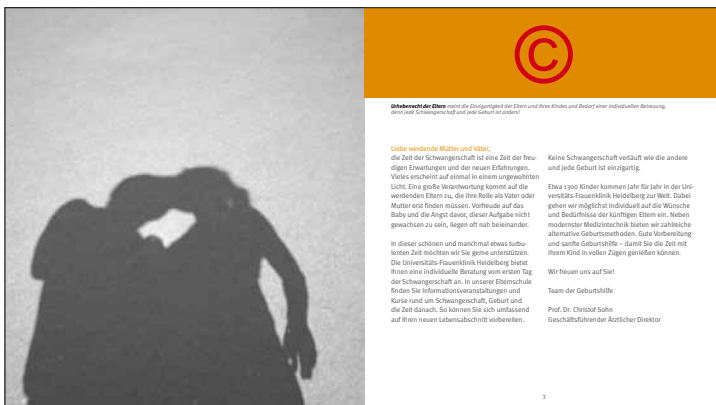 ©
Urheberrecht der Eltern meint die Einzigartigkeit der Eltern und ihres Kindes und Bedarf einer individuellen Betreuung,
denn jede Schwangerschaft und jede Geburt ist anders!
Liebe werdende Mütter und Väter,
die Zeit der Schwangerschaft ist eine Zeit der freu-
digen Erwartungen und der neuen Erfahrungen.
Vieles erscheint auf einmal in einem ungewohnten
Licht. Eine große Verantwortung kommt auf die
werdenden Eltern zu, die ihre Rolle als Vater oder
Mutter erst finden müssen. Vorfreude auf das
Baby und die Angst davor, dieser Aufgabe nicht
gewachsen zu sein, liegen oft nah beieinander.
In dieser schönen und manchmal etwas turbu-
lenten Zeit möchten wir Sie gerne unterstützen.
Die Universitäts-Frauenklinik Heidelberg bietet
Ihnen eine individuelle Beratung vom ersten Tag
der Schwangerschaft an. In unserer Elternschule
finden Sie Informationsveranstaltungen und
Kurse rund um Schwangerschaft, Geburt und
die Zeit danach. So können Sie sich umfassend
auf Ihren neuen Lebensabschnitt vorbereiten.
Keine Schwangerschaft verläuft wie die andere
und jede Geburt ist einzigartig.
Etwa 1300 Kinder kommen Jahr für Jahr in der Uni-
versitäts-Frauenklinik Heidelberg zur Welt. Dabei
gehen wir möglichst individuell auf die Wünsche
und Bedürfnisse der künftigen Eltern ein. Neben
modernster Medizintechnik bieten wir zahlreiche
alternative Geburtsmethoden. Gute Vorbereitung
und sanfte Geburtshilfe – damit Sie die Zeit mit
Ihrem Kind in vollen Zügen genießen können.
Wir freuen uns auf Sie!
Team der Geburtshilfe
Prof. Dr. Christof Sohn
Geschäftsführender Ärztlicher Direktor
3